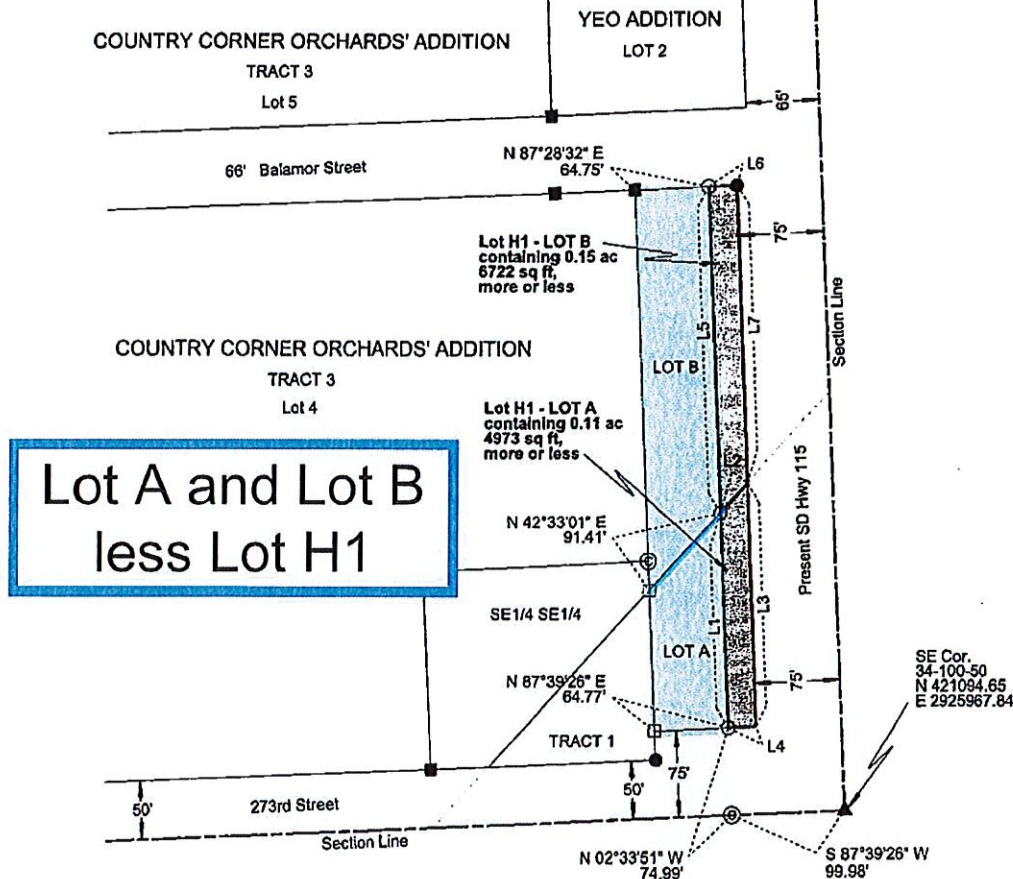 YEO ADDITION
LOT 2
COUNTRY CORNER ORCHARDS' ADDITION
TRACT 3
Lot 5
65'
66' Balamor Street
N 87°28'32" E
64.75'
L6
75'
Lot H1 - LOT B
containing 0.15 ac
6722 sq ft,
more or less
Section Line
L5
L7
COUNTRY CORNER ORCHARDS' ADDITION
TRACT 3
Lot 4
LOT B
Lot H1 - LOT A
containing 0.11 ac
4973 sq ft,
more or less
Lot A and Lot B
less Lot H1
L2
N 42°33'01" E
91.41'
Present SD Hwy 115
C
SE1/4 SE1/4
L1
L3
LOT A
N 87°39'26" E
64.77'
75'
SE Cor.
34-100-50
N 421094.65
E 2925967.84
TRACT 1
L4
50'
273rd Street
50'
75'
Section Line
N 02°33'51" W
74.99'
S 87°39'26" W
99.98'